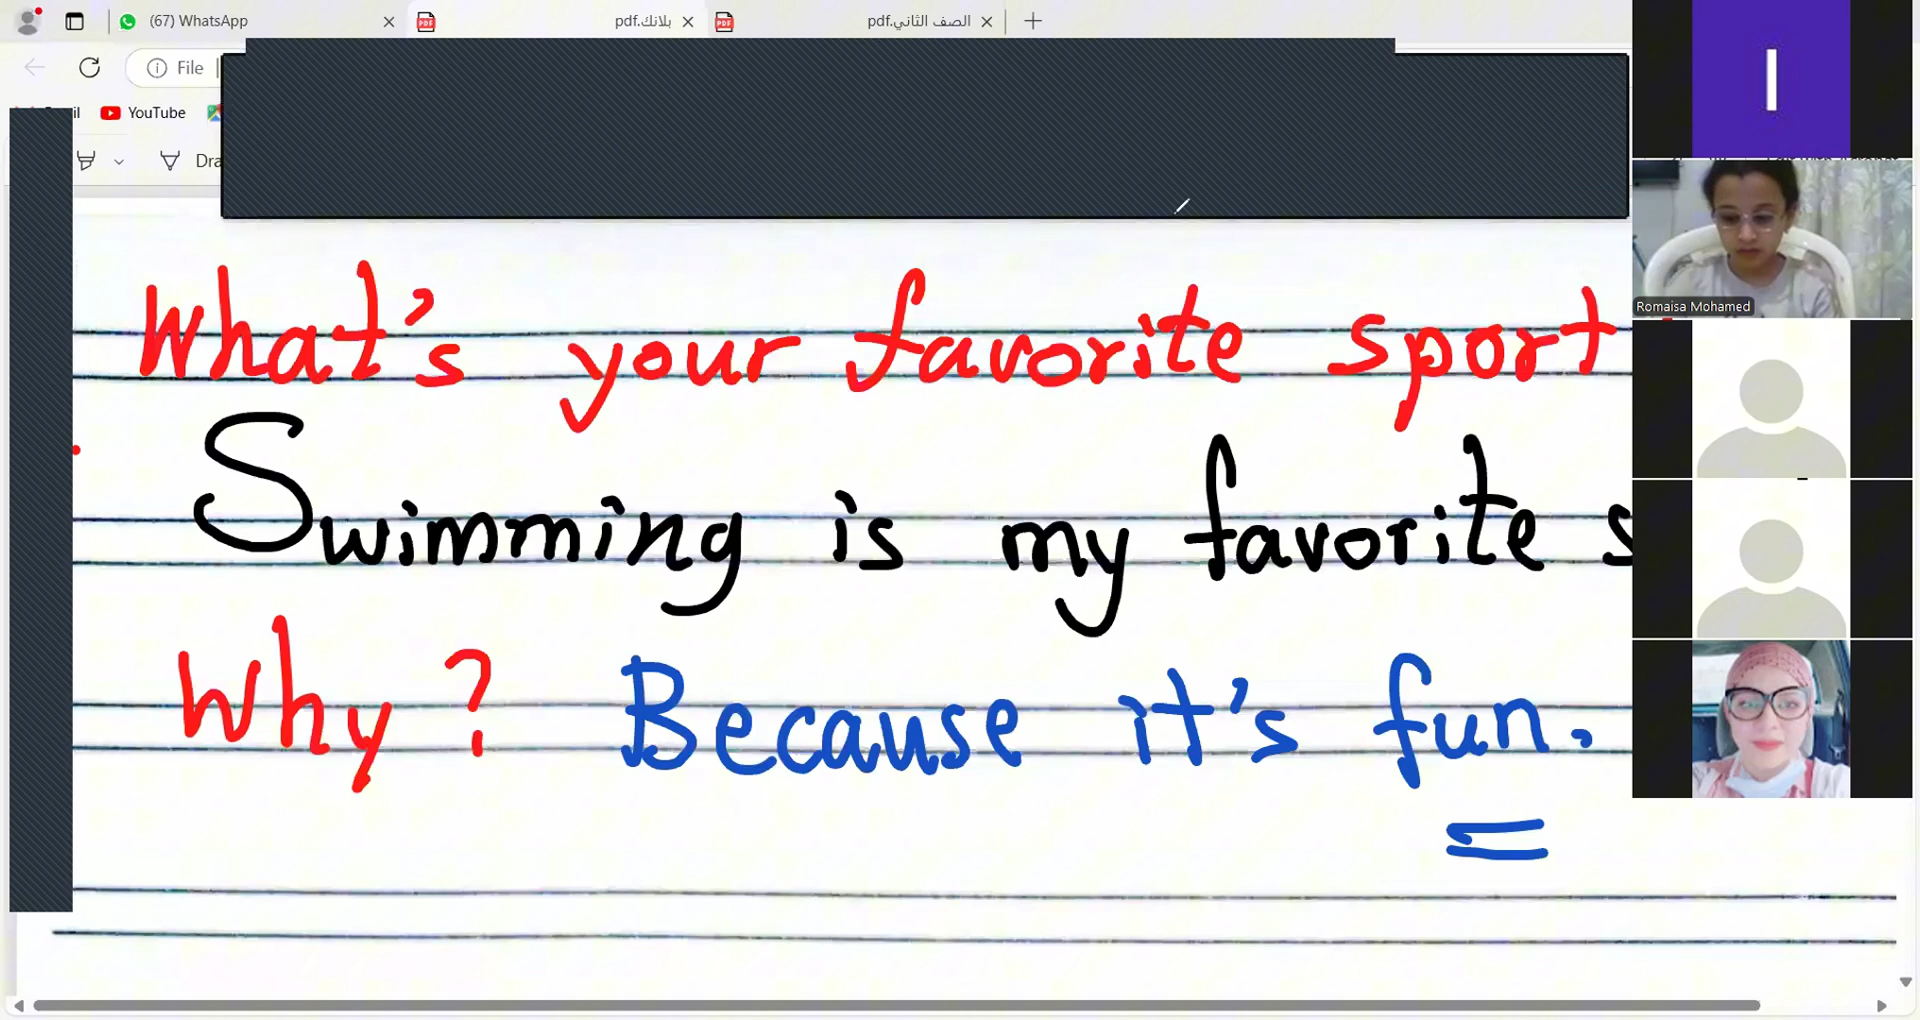 (67) WhatsApp
بلانك.pdf
الصف الثاني.pdf
File
YouTube
What's your favorite sport
Romaisa Mohamed
Swimming is my favorite s
Why? Because it's fun.